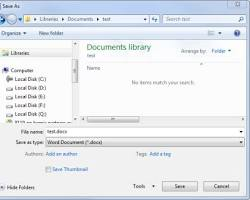 Save As
Libraries ▸ Documents ▸ test
Search test
Organize ▾ New folder
Libraries
Documents library
test
Arrange by: Folder ▾
Name
No items match your search.
Computer
Local Disk (C:)
Local Disk (D:)
Local Disk (E:)
Local Disk (F:)
Local Disk (G:)
File name: test.docx
Save as type: Word Document (*.docx)
Authors: Add an author
Tags: Add a tag
Save Thumbnail
Hide Folders
Tools ▾
Save
Cancel